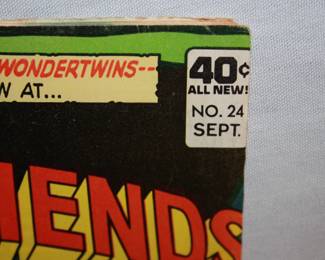 WONDERTWINS--
W AT...
40¢
ALL NEW!
NO. 24
SEPT.
IENDS